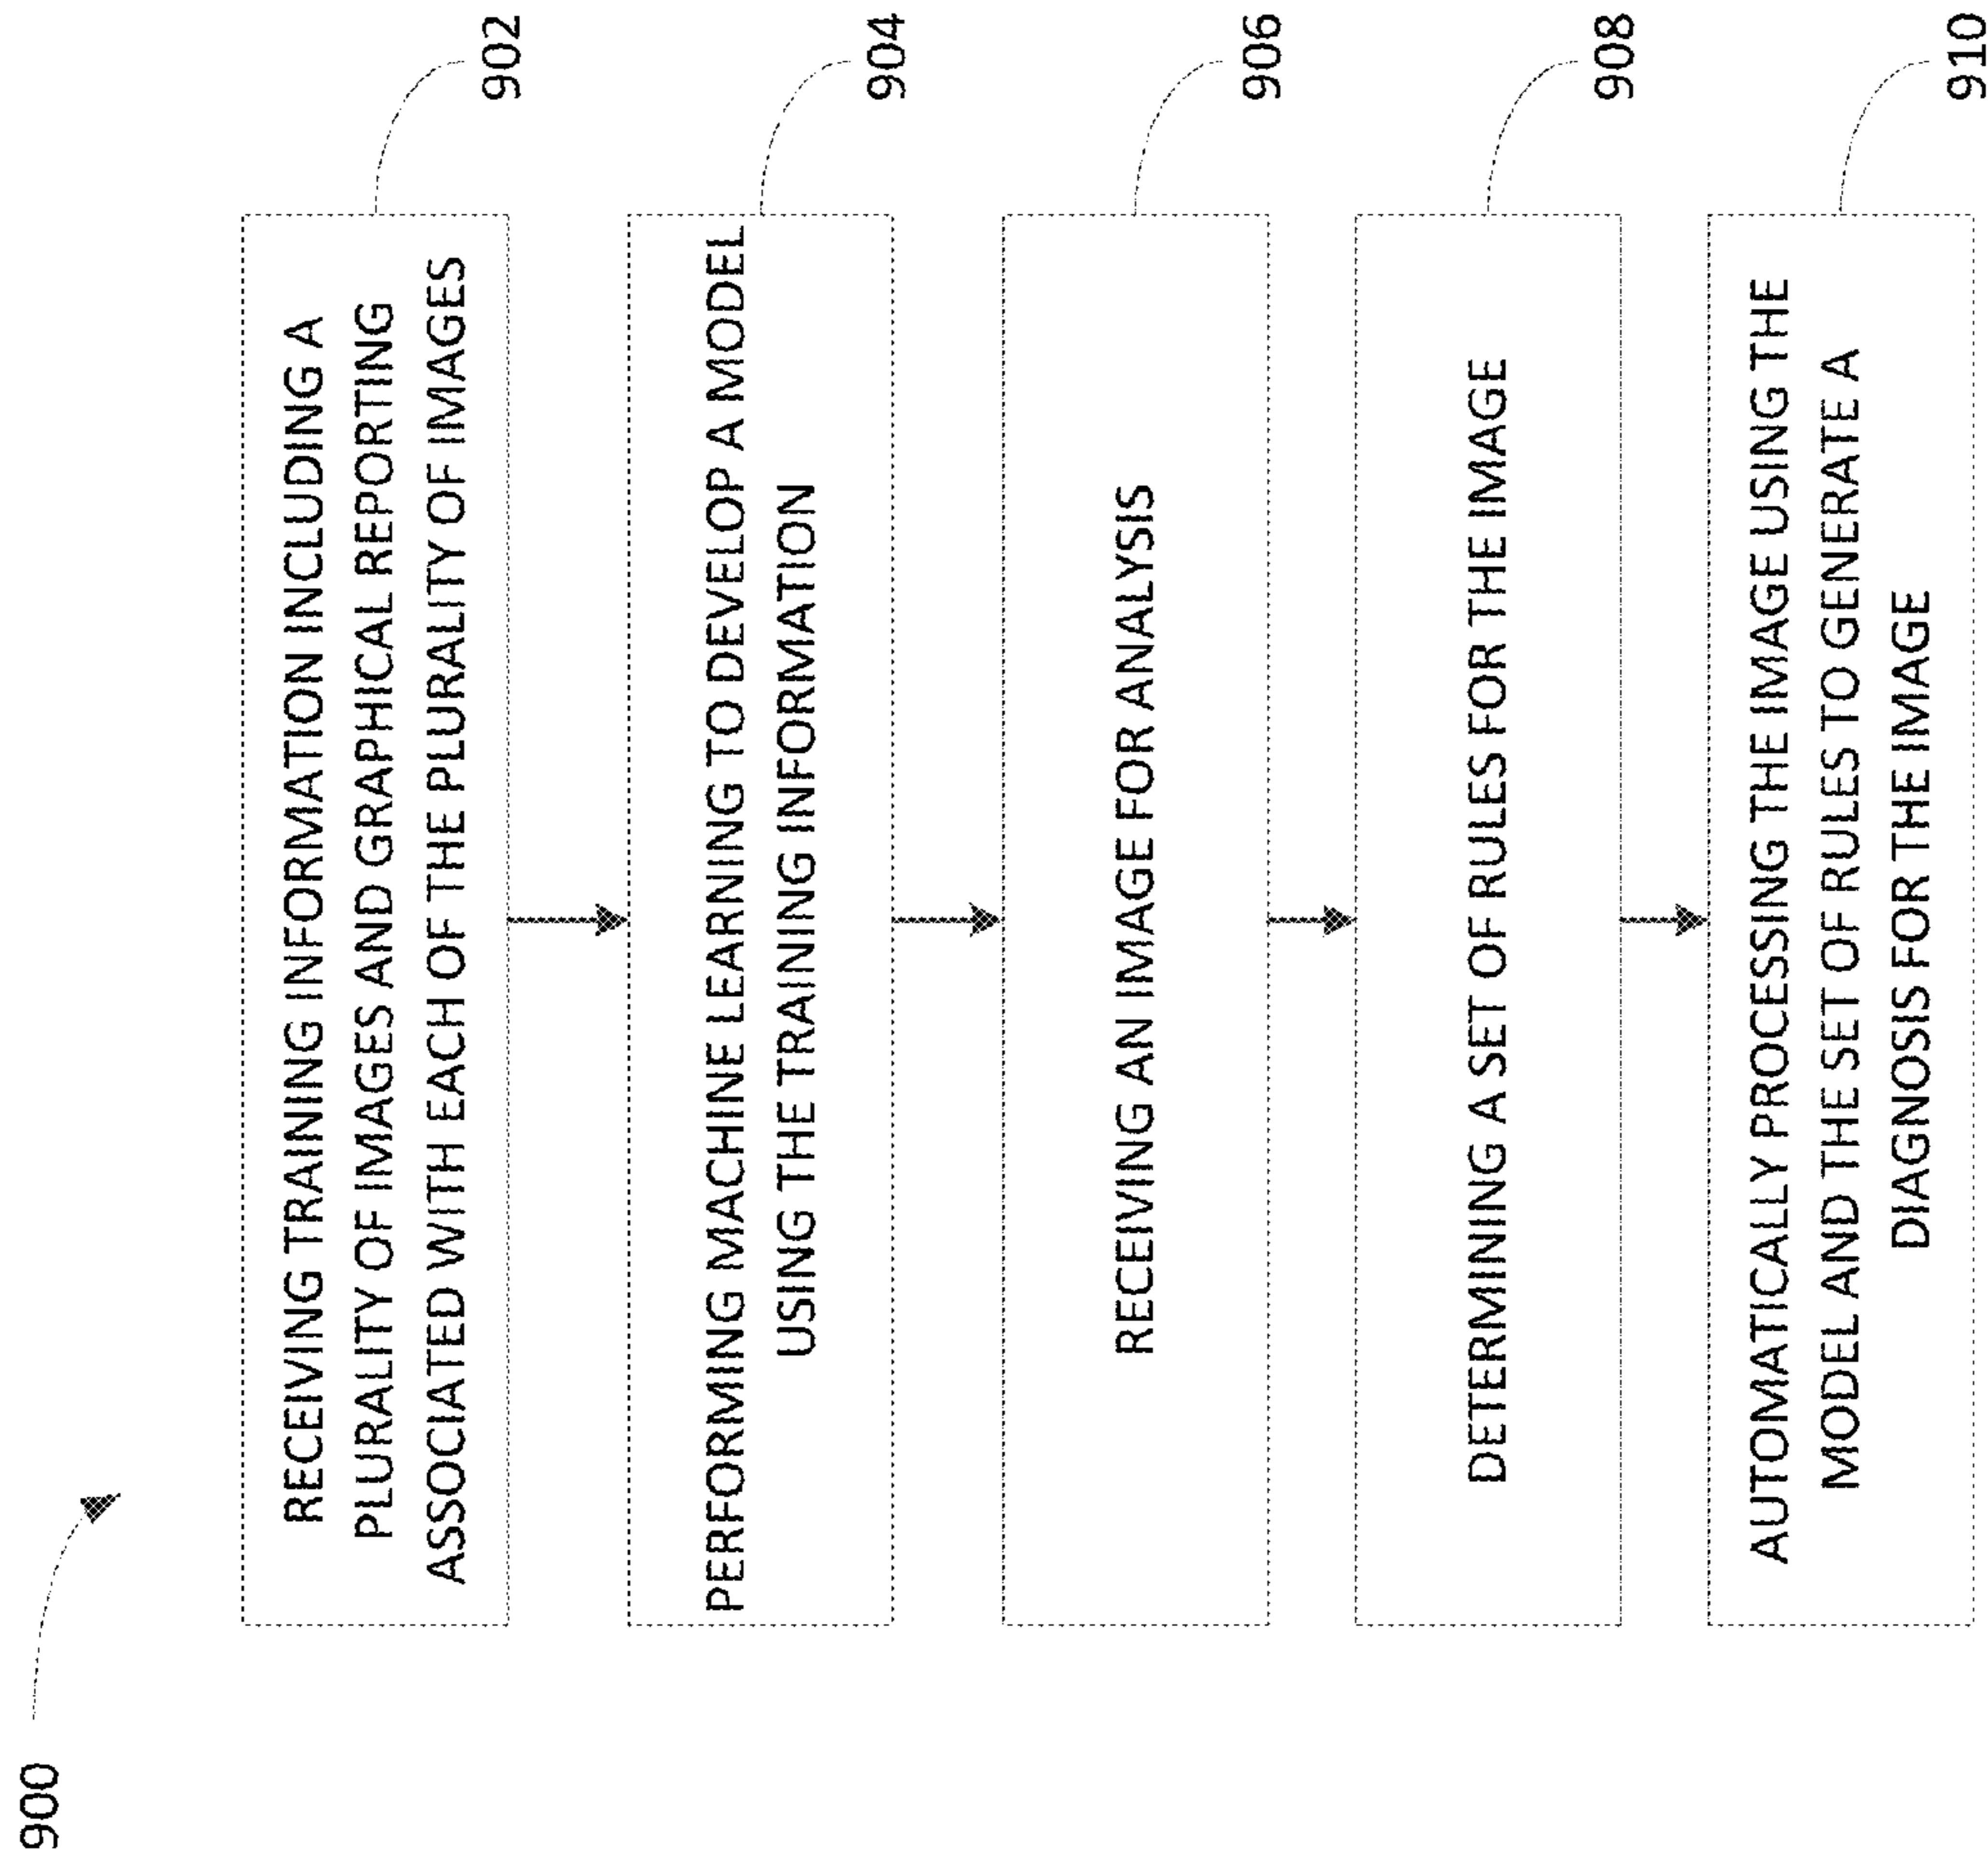 900
RECEIVING TRAINING INFORMATION INCLUDING A
PLURALITY OF IMAGES AND GRAPHICAL REPORTING
ASSOCIATED WITH EACH OF THE PLURALITY OF IMAGES
902
PERFORMING MACHINE LEARNING TO DEVELOP A MODEL
USING THE TRAINING INFORMATION
904
RECEIVING AN IMAGE FOR ANALYSIS
906
DETERMINING A SET OF RULES FOR THE IMAGE
908
AUTOMATICALLY PROCESSING THE IMAGE USING THE
MODEL AND THE SET OF RULES TO GENERATE A
DIAGNOSIS FOR THE IMAGE
910